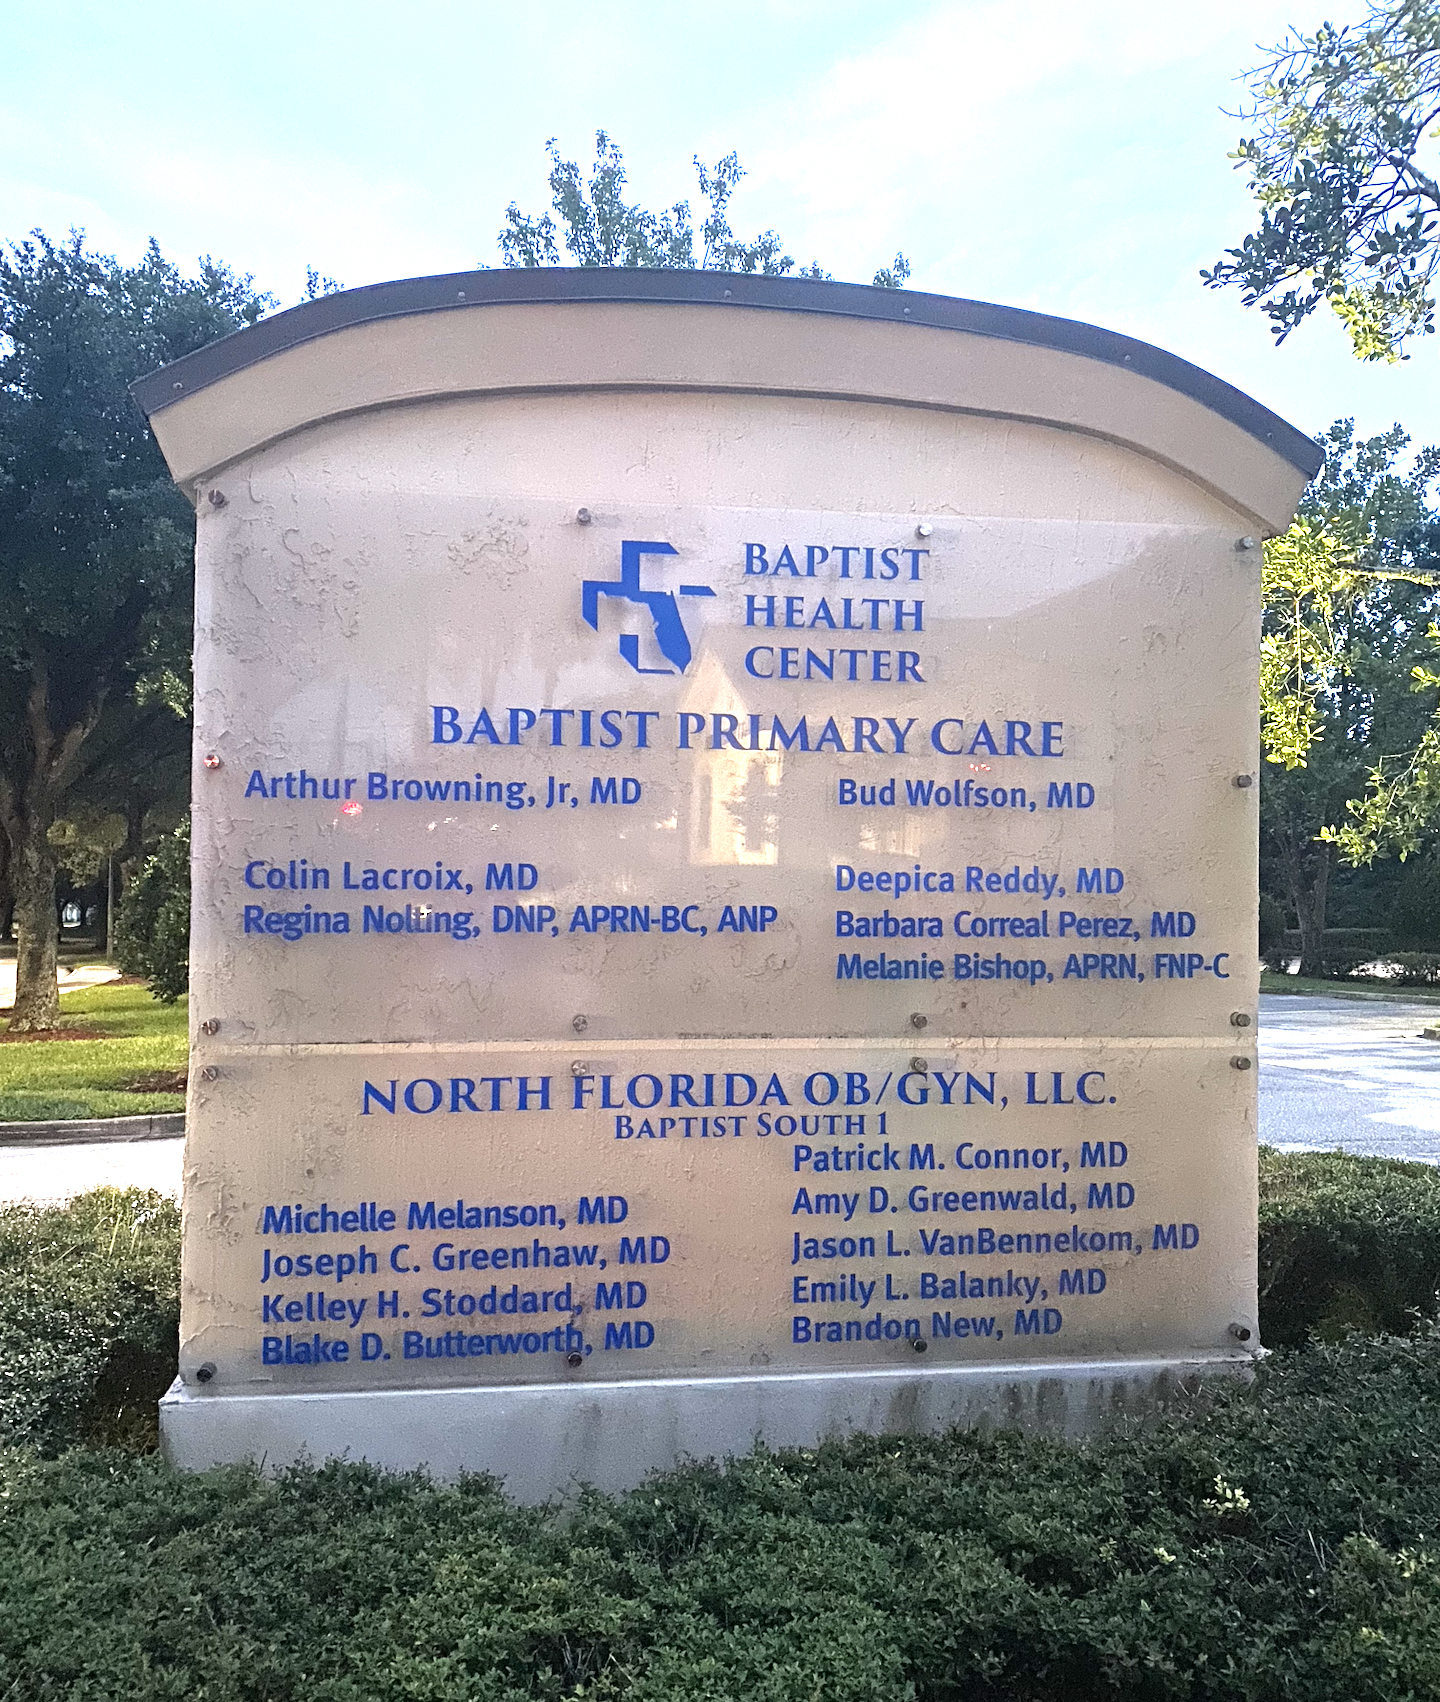 BAPTIST
HEALTH
CENTER
BAPTIST PRIMARY CARE
Arthur Browning, Jr, MD
Colin Lacroix, MD
Regina Nolting, DNP, APRN-BC, ANP
Bud Wolfson, MD
Deepica Reddy, MD
Barbara Correal Perez, MD
Melanie Bishop, APRN, FNP-C
NORTH FLORIDA OB/GYN, LLC.
BAPTIST SOUTH 1
Michelle Melanson, MD
Joseph C. Greenhaw, MD
Kelley H. Stoddard, MD
Blake D. Butterworth, MD
Patrick M. Connor, MD
Amy D. Greenwald, MD
Jason L. VanBennekom, MD
Emily L. Balanky, MD
Brandon New, MD